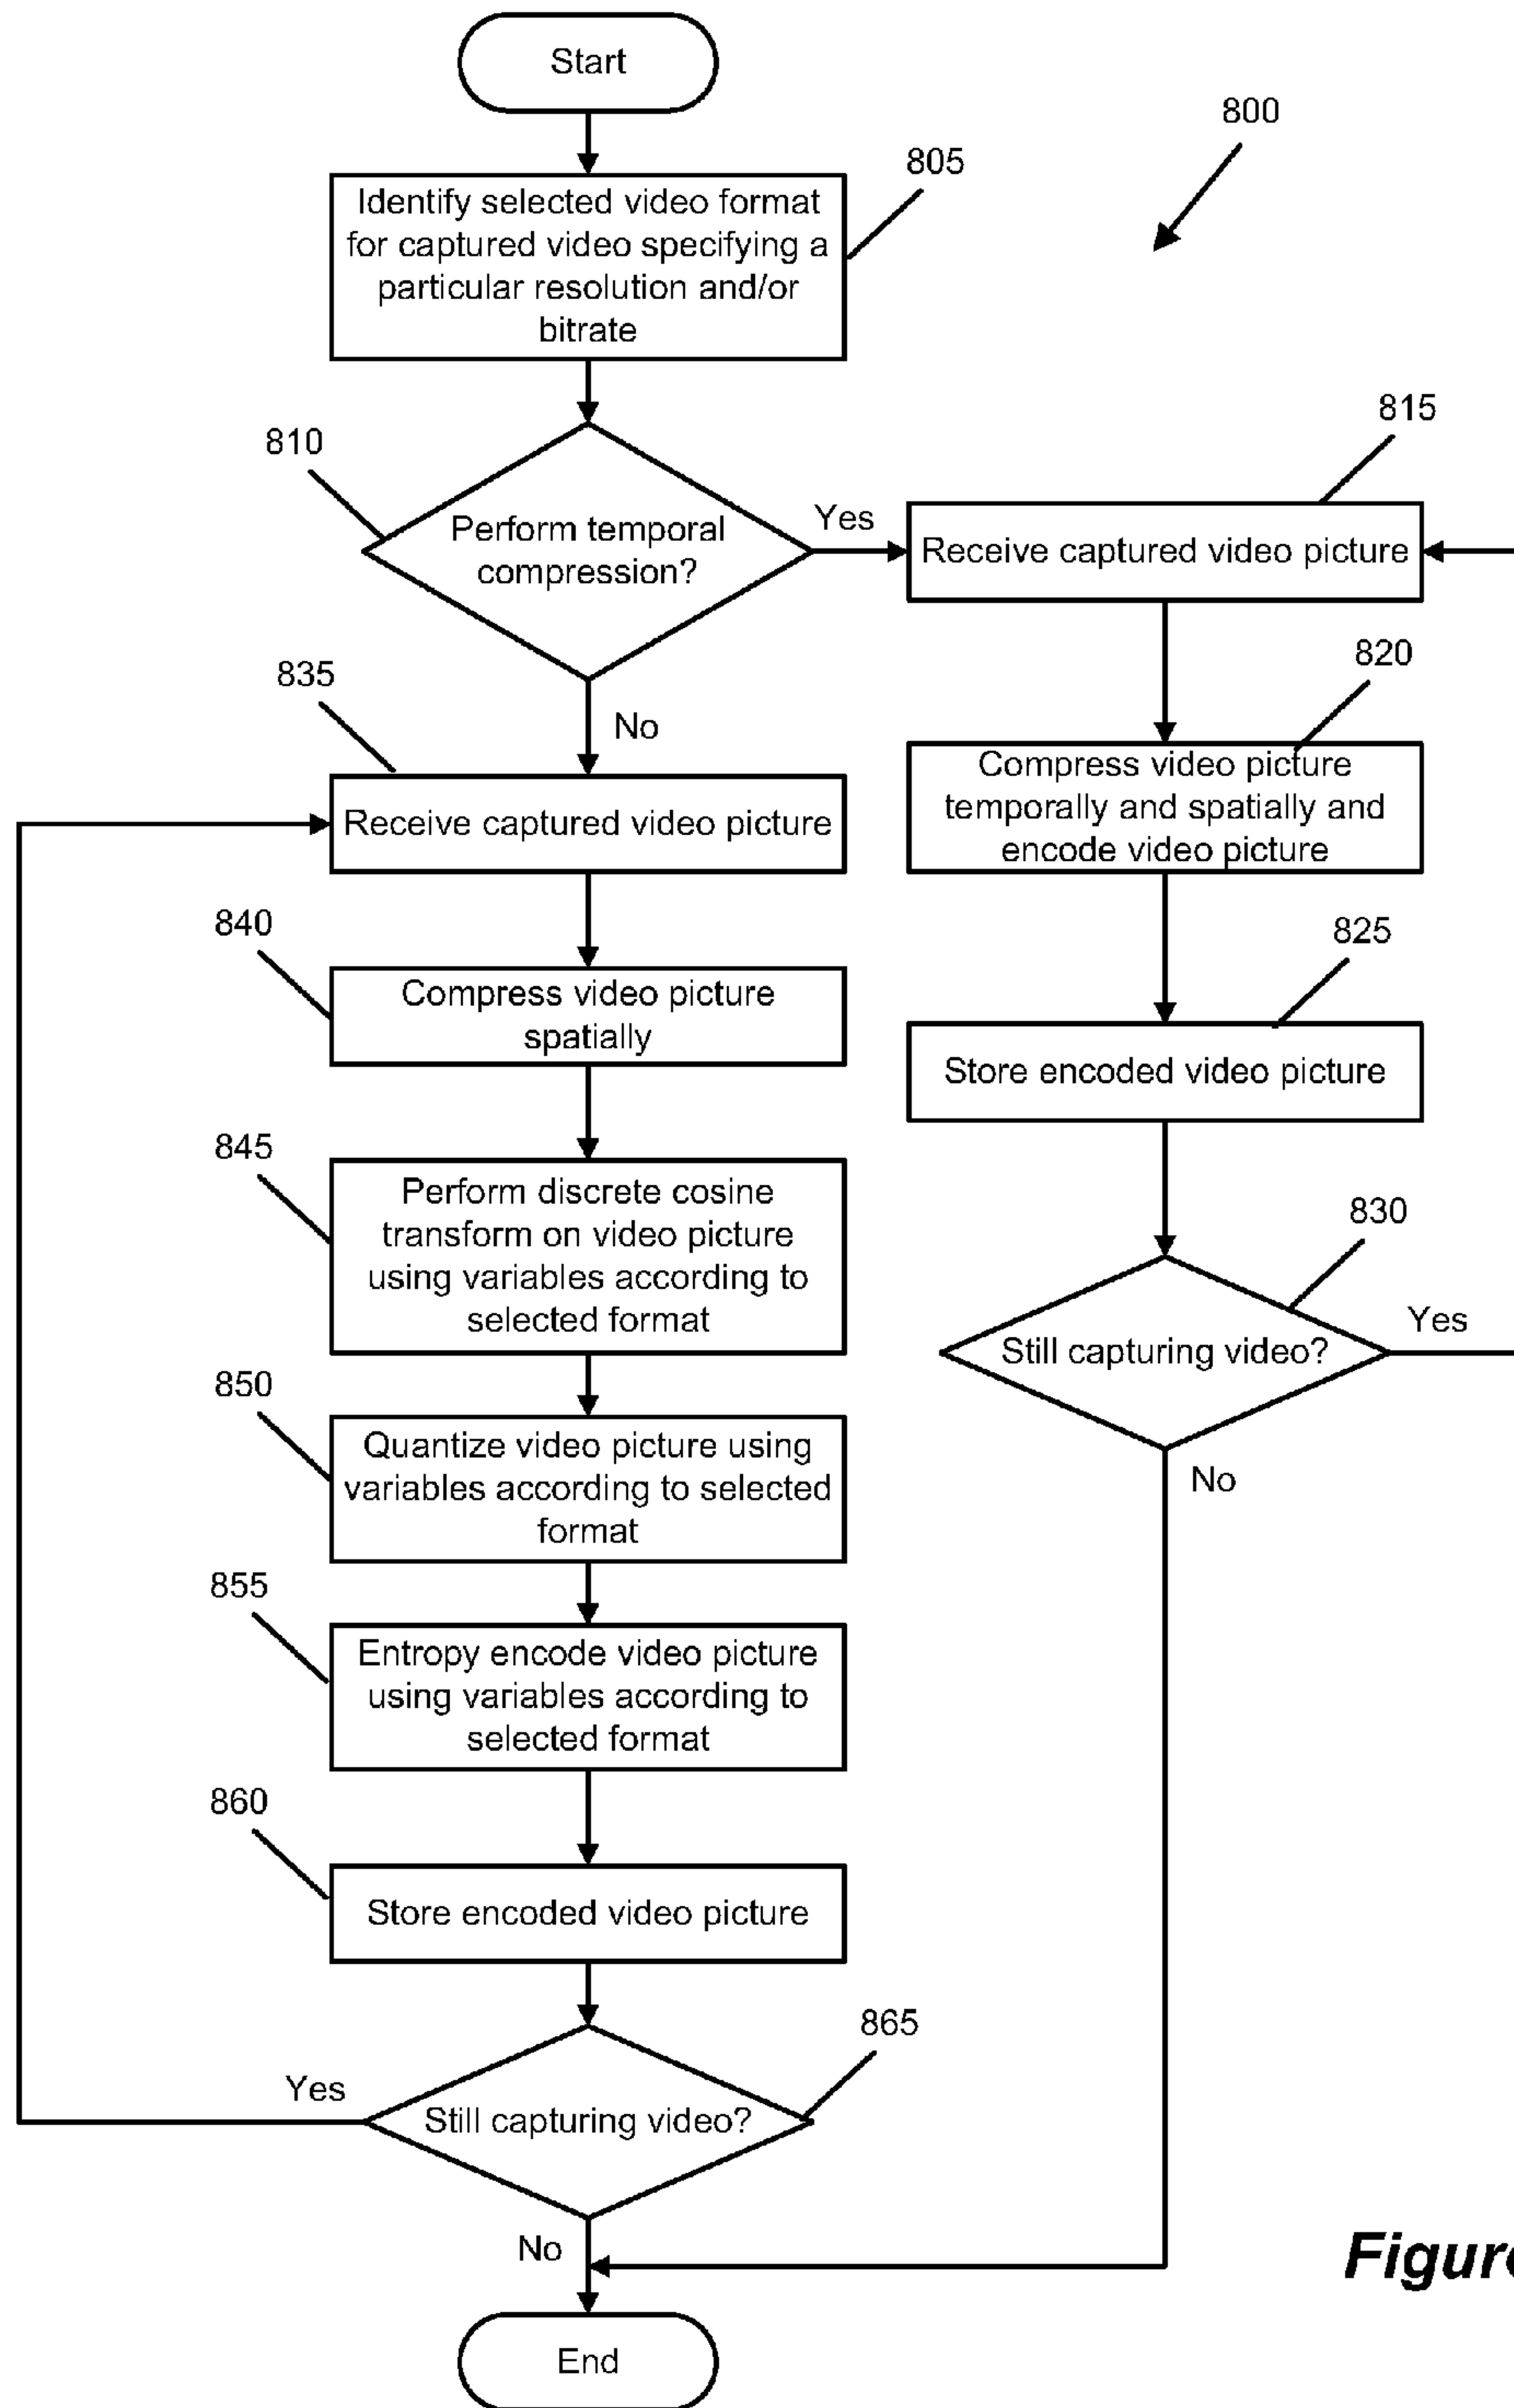 Start
800
805
Identify selected video format
for captured video specifying a
particular resolution and/or
bitrate
810
Perform temporal
compression?
Yes
815
Receive captured video picture
820
Compress video picture
temporally and spatially and
encode video picture
825
Store encoded video picture
830
Still capturing video?
Yes
No
No
835
Receive captured video picture
840
Compress video picture
spatially
845
Perform discrete cosine
transform on video picture
using variables according to
selected format
850
Quantize video picture using
variables according to selected
format
855
Entropy encode video picture
using variables according to
selected format
860
Store encoded video picture
865
Still capturing video?
Yes
No
End
Figure